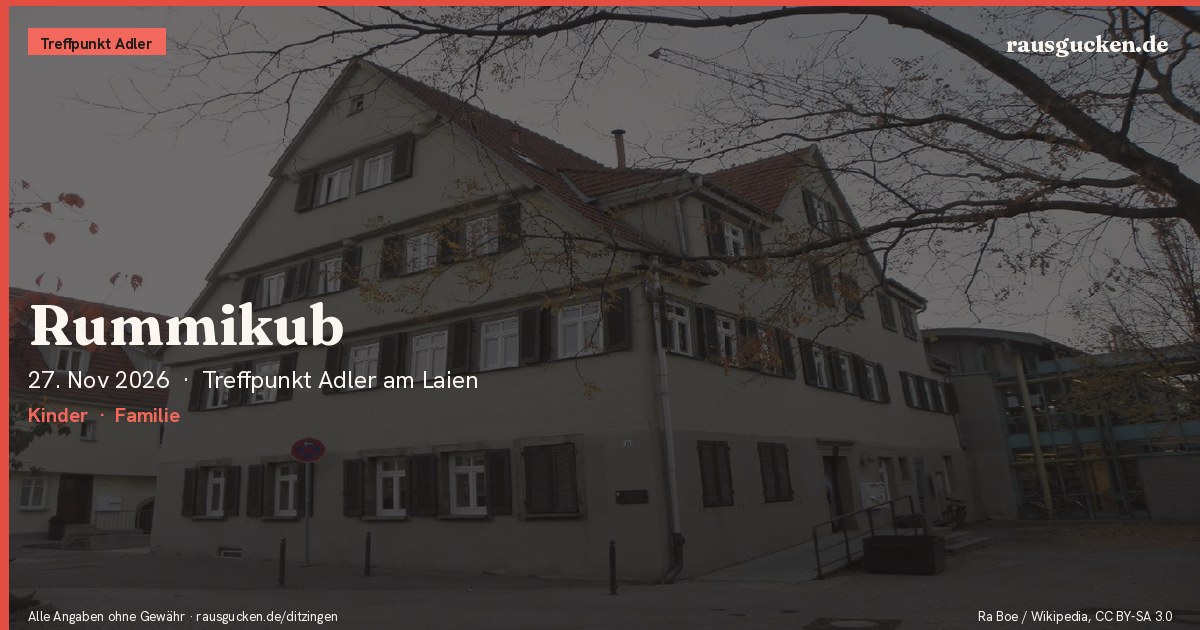 Treffpunkt Adler
rausgucken.de
Rummikub
27. Nov 2026 · Treffpunkt Adler am Laien
Kinder · Familie
Alle Angaben ohne Gewähr · rausgucken.de/ditzingen
Ra Boe / Wikipedia, CC BY-SA 3.0